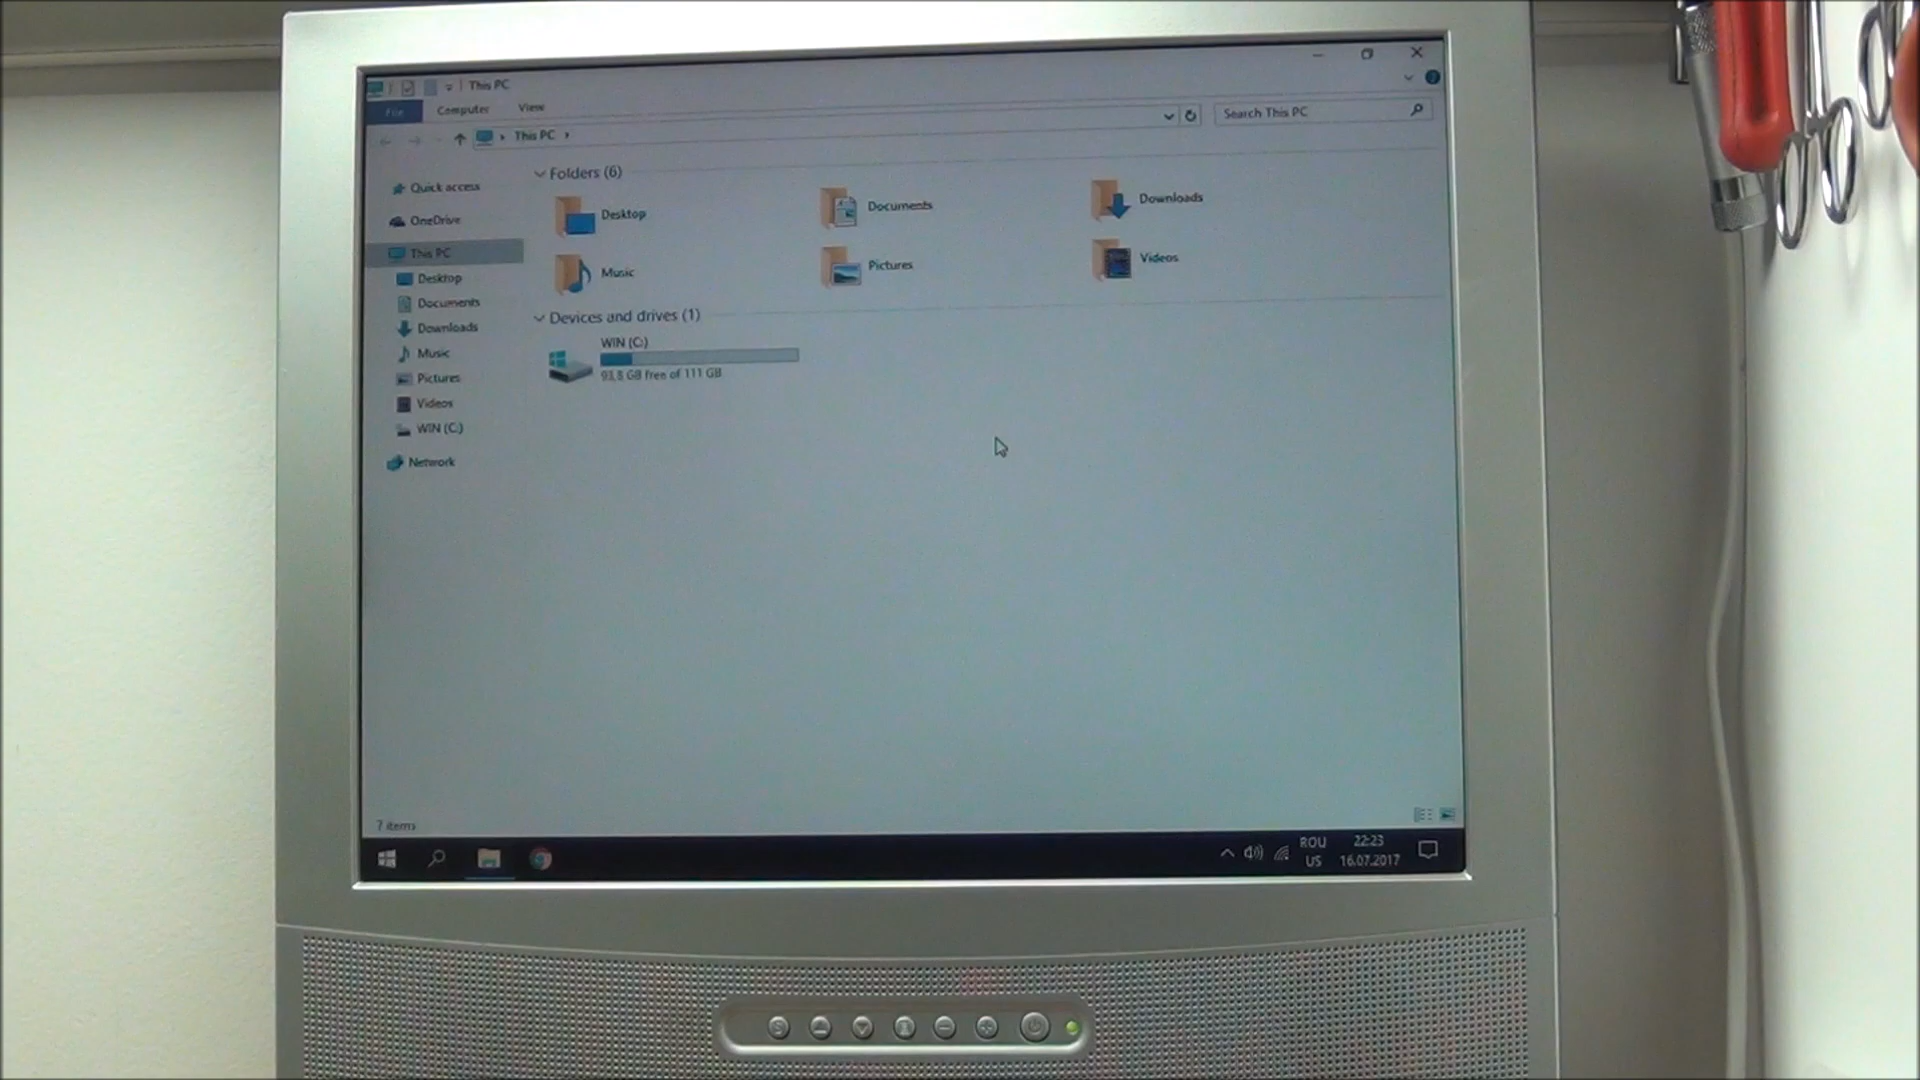 This PC
File Computer View
This PC
Search This PC
Quick access
OneDrive
This PC
Desktop
Documents
Downloads
Music
Pictures
Videos
WIN (C:)
Network
Folders (6)
Desktop
Documents
Downloads
Music
Pictures
Videos
Devices and drives (1)
WIN (C:)
93,8 GB free of 111 GB
7 items
ROU
US
22:23
16.07.2017